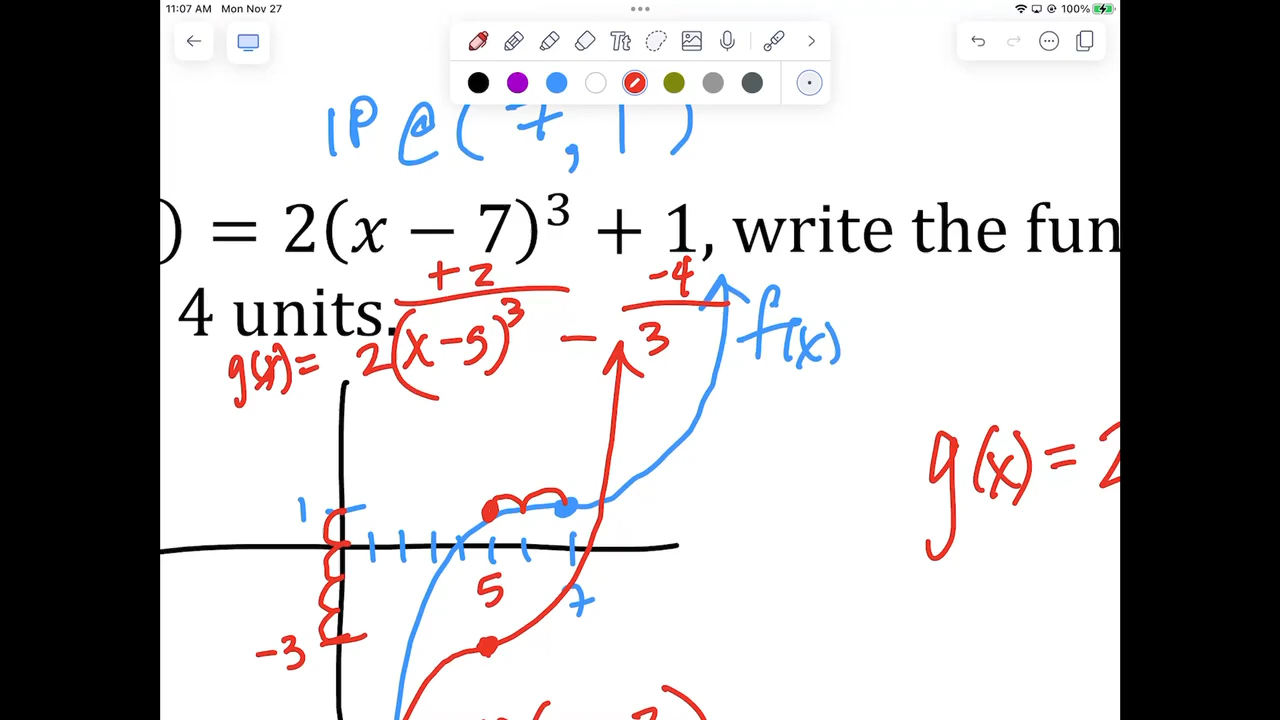 11:07 AM Mon Nov 27
100%
Tt
IP @ (7, 1)
) = 2(x − 7)³ + 1, write the fun
+2 -4
4 units.
g(x) = 2(x-5)³ - 3
f(x)
g(x) = 2
1
5
7
-3